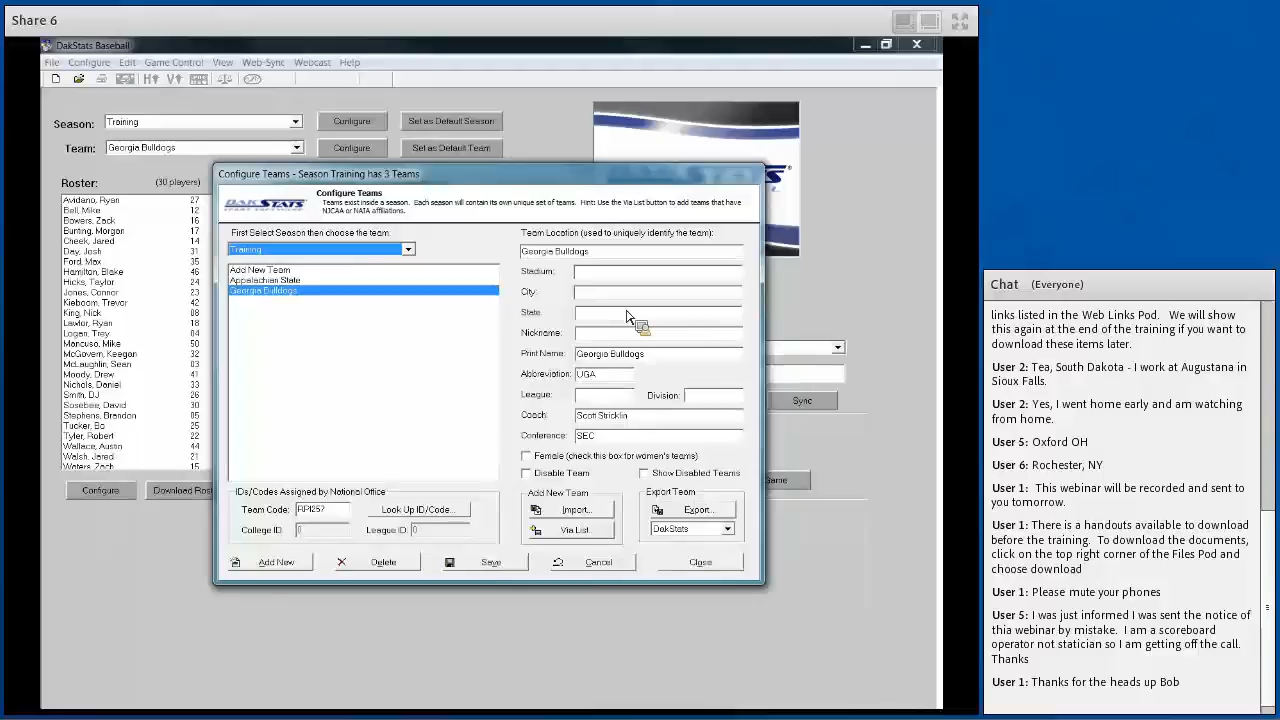 Share 6
DakStats Baseball
File Configure Edit Game Control View Web-Sync Webcast Help
Season: Training Configure Set as Default Season
Team: Georgia Bulldogs Configure Set as Default Team
Roster: (30 players)
Avidano, Ryan 27
Bell, Mike 12
Bowers, Zack 16
Bunting, Morgan 17
Cheek, Jared 14
Day, Josh 31
Ford, Max 35
Hamilton, Blake 46
Hicks, Taylor 24
Jones, Connor 23
Kieboom, Trevor 42
King, Nick 08
Lawlor, Ryan 18
Logan, Trey 04
Mancuso, Mike 50
McGovern, Keegan 32
McLaughlin, Sean 03
Moody, Drew 41
Nichols, Daniel 33
Smith, DJ 26
Sosebee, David
Stephens, Brandon 05
Tucker, Bo 25
Tyler, Robert 22
Wallace, Austin 44
Walsh, Jared 21
Waters, Zach 15
Configure Download Rost
Configure Teams - Season Training has 3 Teams
Configure Teams
Teams exist inside a season. Each season will contain its own unique set of teams. Hint: Use the Via List button to add teams that have
NJCAA or NAIA affiliations.
DAKSTATS
First Select Season then choose the team:
Training
Add New Team
Appalachian State
Georgia Bulldogs
Team Location (used to uniquely identify the team):
Georgia Bulldogs
Stadium:
City:
State:
Nickname:
Print Name: Georgia Bulldogs
Abbreviation: UGA
League: Division:
Coach: Scott Stricklin
Conference: SEC
Female (check this box for women's teams)
Disable Team Show Disabled Teams
IDs/Codes Assigned by National Office
Team Code: RPI257 Look Up ID/Code...
College ID: 0 League ID: 0
Add New Team
Import...
Via List...
Export Team
Export...
DakStats
Add New Delete Save Cancel Close
Sync
Game
Chat (Everyone)
links listed in the Web Links Pod. We will show
this again at the end of the training if you want to
download these items later.
User 2: Tea, South Dakota - I work at Augustana in
Sioux Falls.
User 2: Yes, I went home early and am watching
from home.
User 5: Oxford OH
User 6: Rochester, NY
User 1: This webinar will be recorded and sent to
you tomorrow.
User 1: There is a handouts available to download
before the training. To download the documents,
click on the top right corner of the Files Pod and
choose download
User 1: Please mute your phones
User 5: I was just informed I was sent the notice of
thia webinar by mistake. I am a scoreboard
operator not statician so I am getting off the call.
Thanks
User 1: Thanks for the heads up Bob